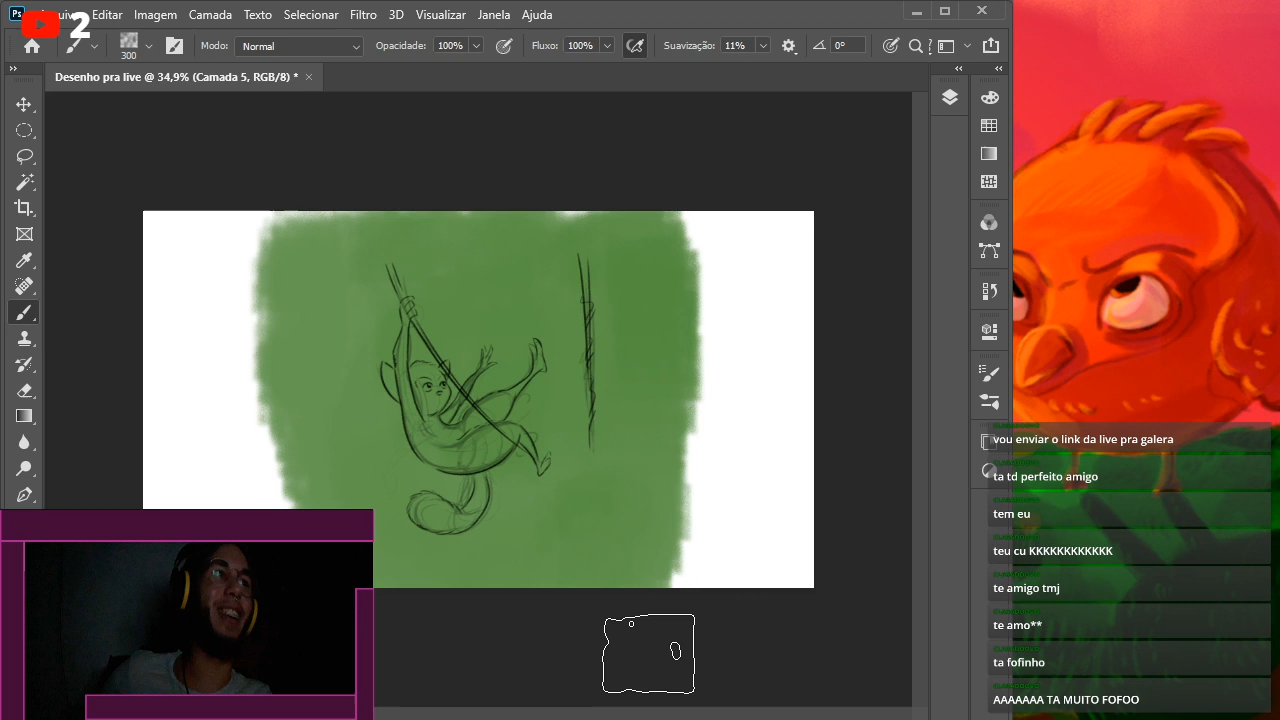 Ps Editar Imagem Camada Texto Selecionar Filtro 3D Visualizar Janela Ajuda
2
300 Modo: Normal Opacidade: 100% Fluxo: 100% Suavização: 11% 0°
Desenho pra live @ 34,9% (Camada 5, RGB/8) *
vou enviar o link da live pra galera
ta td perfeito amigo
tem eu
teu cu KKKKKKKKKKKK
te amigo tmj
te amo**
ta fofinho
AAAAAAA TA MUITO FOFOO